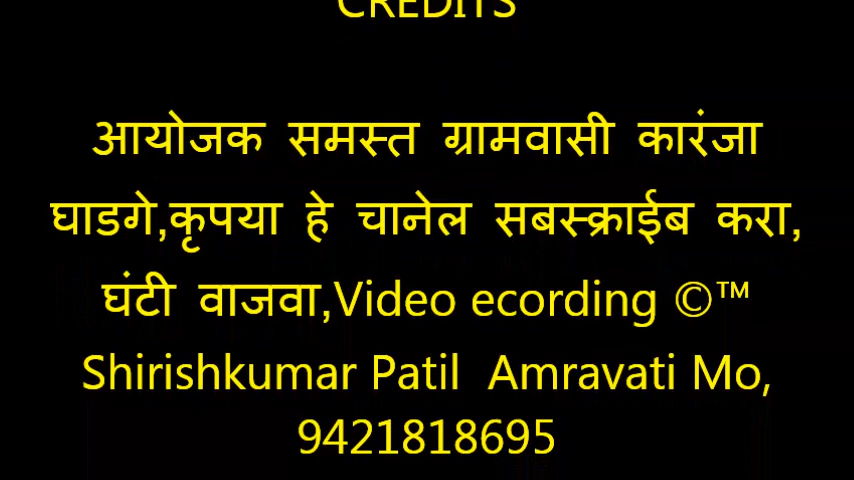 CREDITS
आयोजक समस्त ग्रामवासी कारंजा
घाडगे,कृपया हे चानेल सबस्क्राईब करा,
घंटी वाजवा,Video ecording ©™
Shirishkumar Patil Amravati Mo,
9421818695